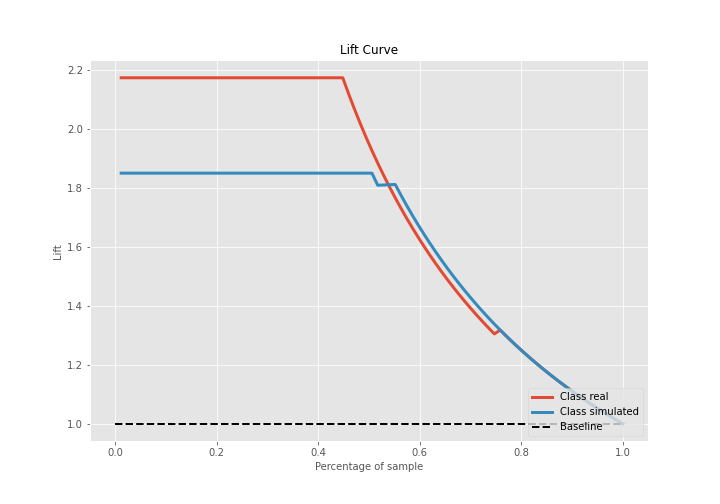 Lift Curve
2.2
2.0
1.8
1.6
1.4
1.2
1.0
Lift
0.0 0.2 0.4 0.6 0.8 1.0
Percentage of sample
Class real
Class simulated
Baseline